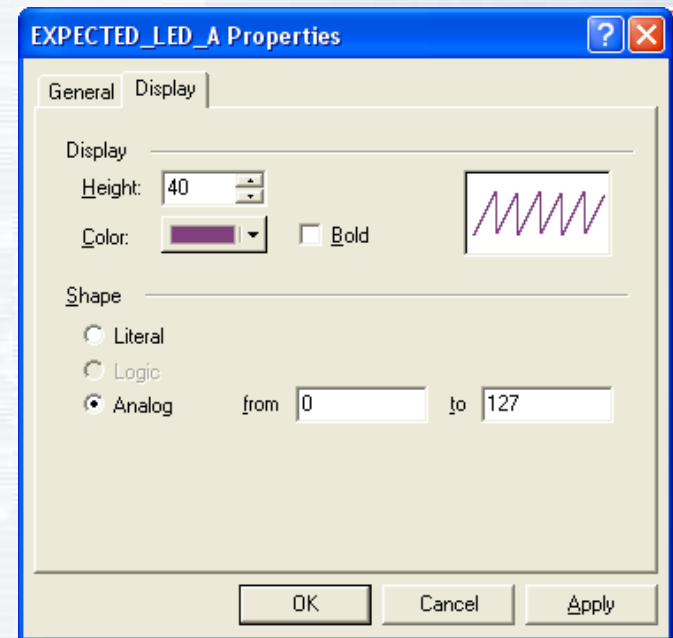 EXPECTED_LED_A Properties
General Display
Display
Height: 40
Color: Bold
Shape
Literal
Logic
Analog from 0 to 127
OK Cancel Apply